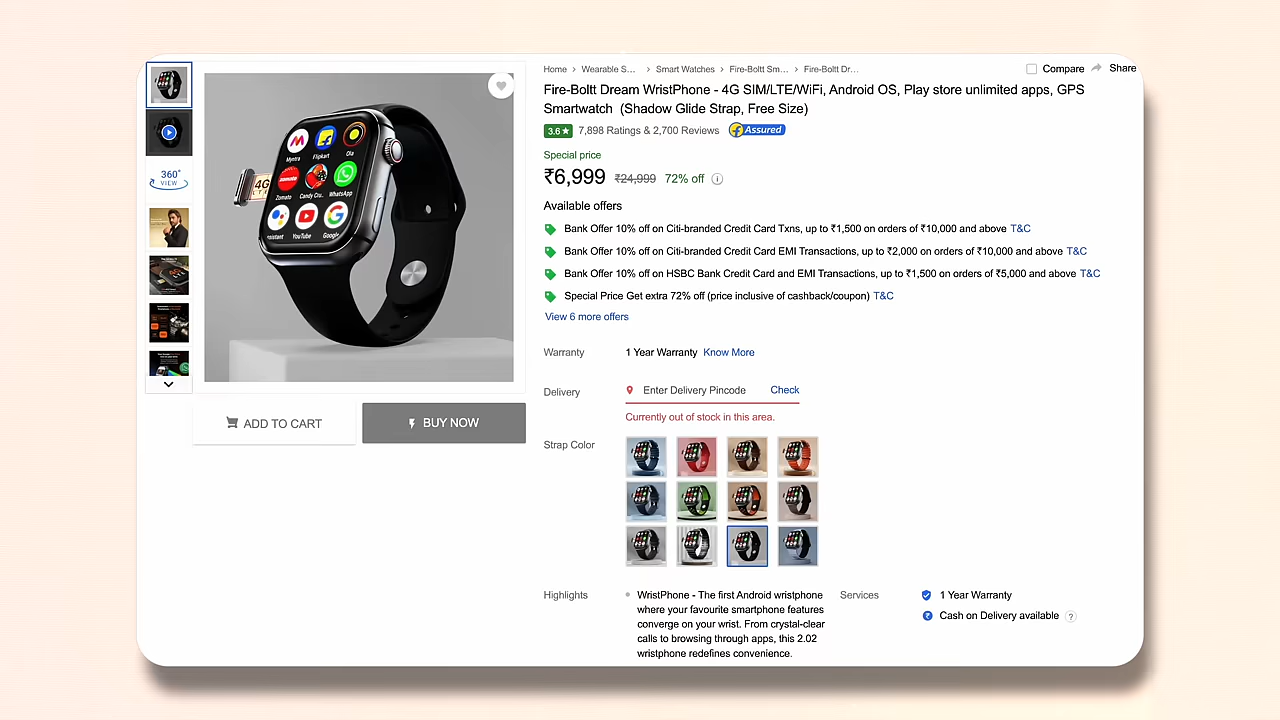 Home > Wearable S... > Smart Watches > Fire-Boltt Sm... > Fire-Boltt Dr...
Compare
Share
Fire-Boltt Dream WristPhone - 4G SIM/LTE/WiFi, Android OS, Play store unlimited apps, GPS
Smartwatch (Shadow Glide Strap, Free Size)
3.6★ 7,898 Ratings & 2,700 Reviews Assured
Special price
₹6,999 ₹24,999 72% off
Available offers
Bank Offer 10% off on Citi-branded Credit Card Txns, up to ₹1,500 on orders of ₹10,000 and above T&C
Bank Offer 10% off on Citi-branded Credit Card EMI Transactions, up to ₹2,000 on orders of ₹10,000 and above T&C
Bank Offer 10% off on HSBC Bank Credit Card and EMI Transactions, up to ₹1,500 on orders of ₹5,000 and above T&C
Special Price Get extra 72% off (price inclusive of cashback/coupon) T&C
View 6 more offers
Warranty 1 Year Warranty Know More
Delivery Enter Delivery Pincode Check
Currently out of stock in this area.
Strap Color
Highlights
WristPhone - The first Android wristphone
where your favourite smartphone features
converge on your wrist. From crystal-clear
calls to browsing through apps, this 2.02
wristphone redefines convenience.
Services
1 Year Warranty
Cash on Delivery available ?
360°
VIEW
4G
Myntra Flipkart Ola
zomato
Zomato Candy Cru.. WhatsApp
sistant YouTube Google
ADD TO CART
BUY NOW